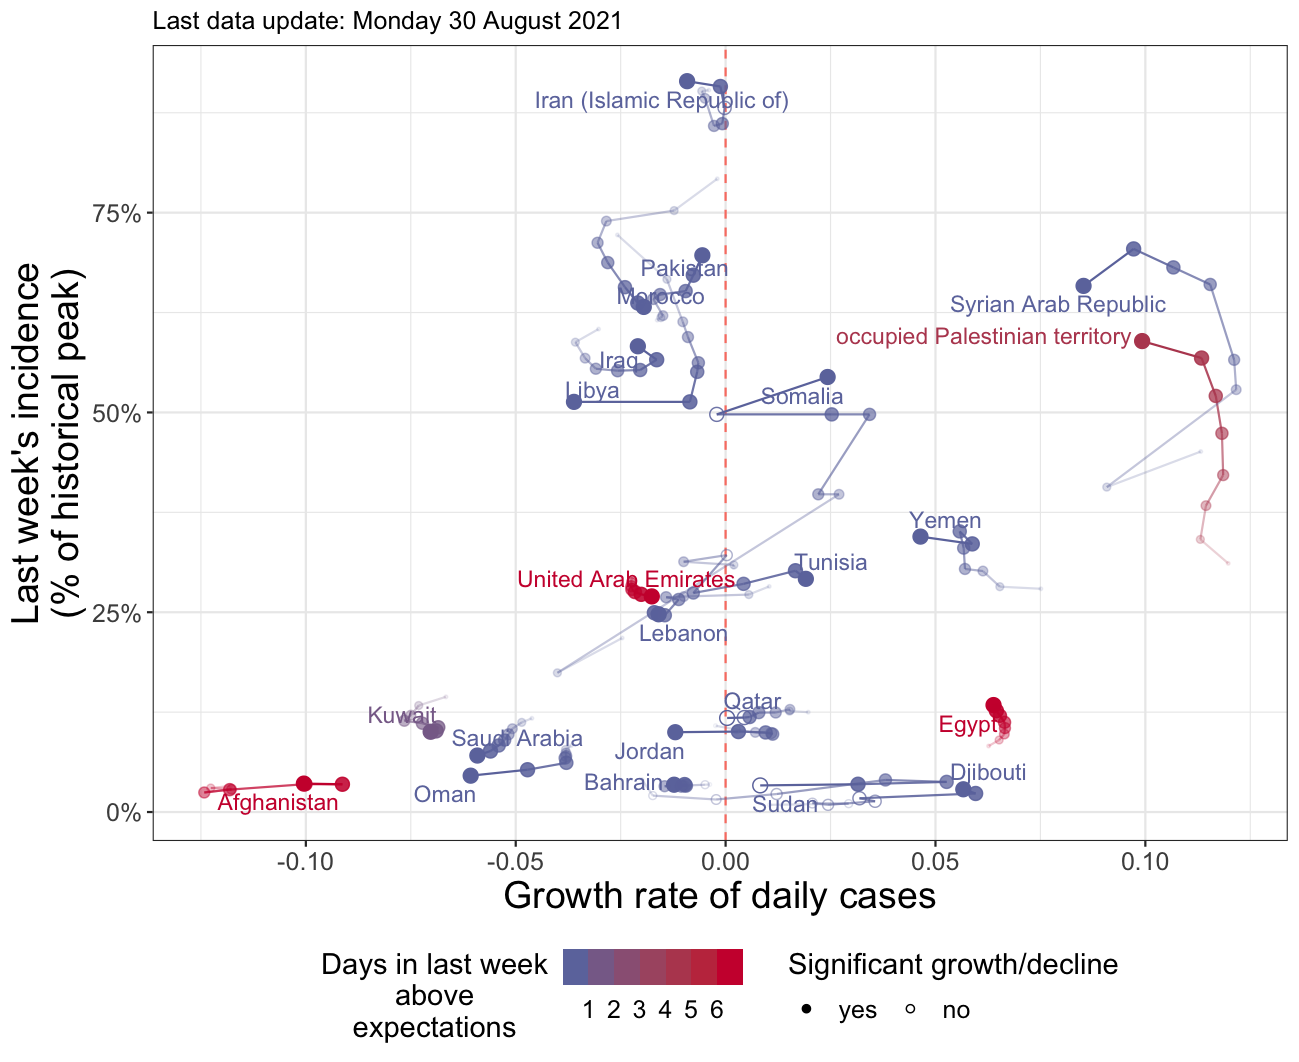 Last data update: Monday 30 August 2021
Last week's incidence
(% of historical peak)
75%
50%
25%
0%
Iran (Islamic Republic of)
Pakistan
Morocco
Iraq
Libya
Somalia
Syrian Arab Republic
occupied Palestinian territory
Yemen
Tunisia
United Arab Emirates
Lebanon
Qatar
Kuwait
Saudi Arabia
Egypt
Jordan
Oman
Bahrain
Djibouti
Sudan
Afghanistan
-0.10
-0.05
0.00
0.05
0.10
Growth rate of daily cases
Days in last week
above
expectations
1 2 3 4 5 6
Significant growth/decline
yes
no